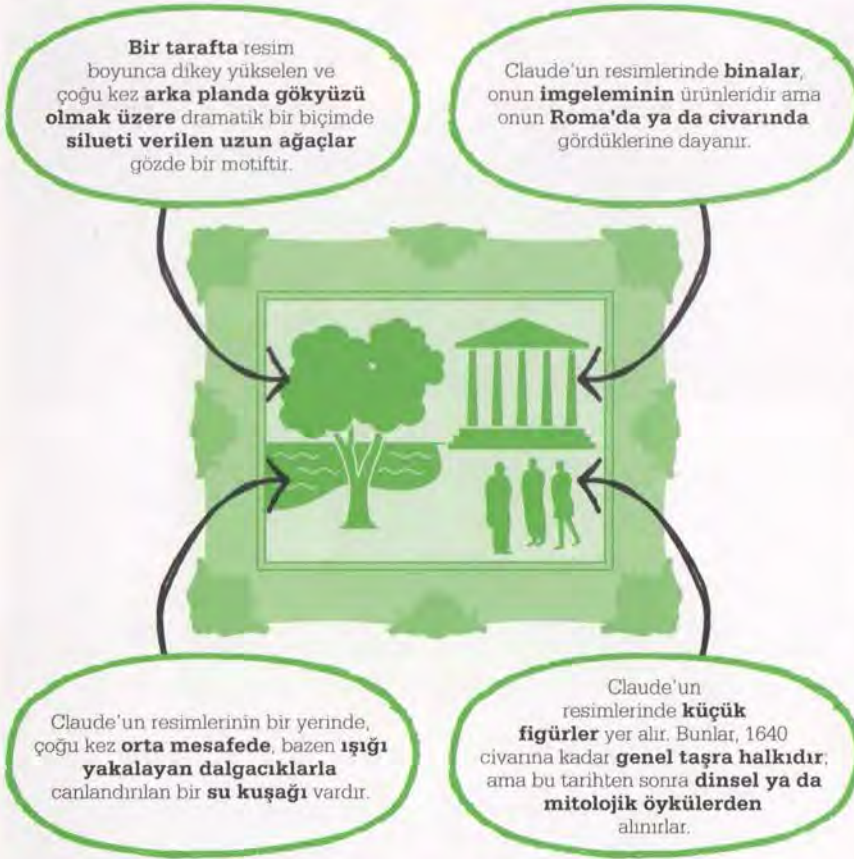 Bir tarafta resim
boyunca dikey yükselen ve
çoğu kez arka planda gökyüzü
olmak üzere dramatik bir biçimde
silueti verilen uzun ağaçlar
gözde bir motiftir.
Claude'un resimlerinde binalar,
onun imgeleminin ürünleridir ama
onun Roma'da ya da civarında
gördüklerine dayanır.
Claude'un resimlerinin bir yerinde,
çoğu kez orta mesafede, bazen ışığı
yakalayan dalgacıklarla
canlandırılan bir su kuşağı vardır.
Claude'un
resimlerinde küçük
figürler yer alır. Bunlar, 1640
civarına kadar genel taşra halkıdır;
ama bu tarihten sonra dinsel ya da
mitolojik öykülerden
alınırlar.